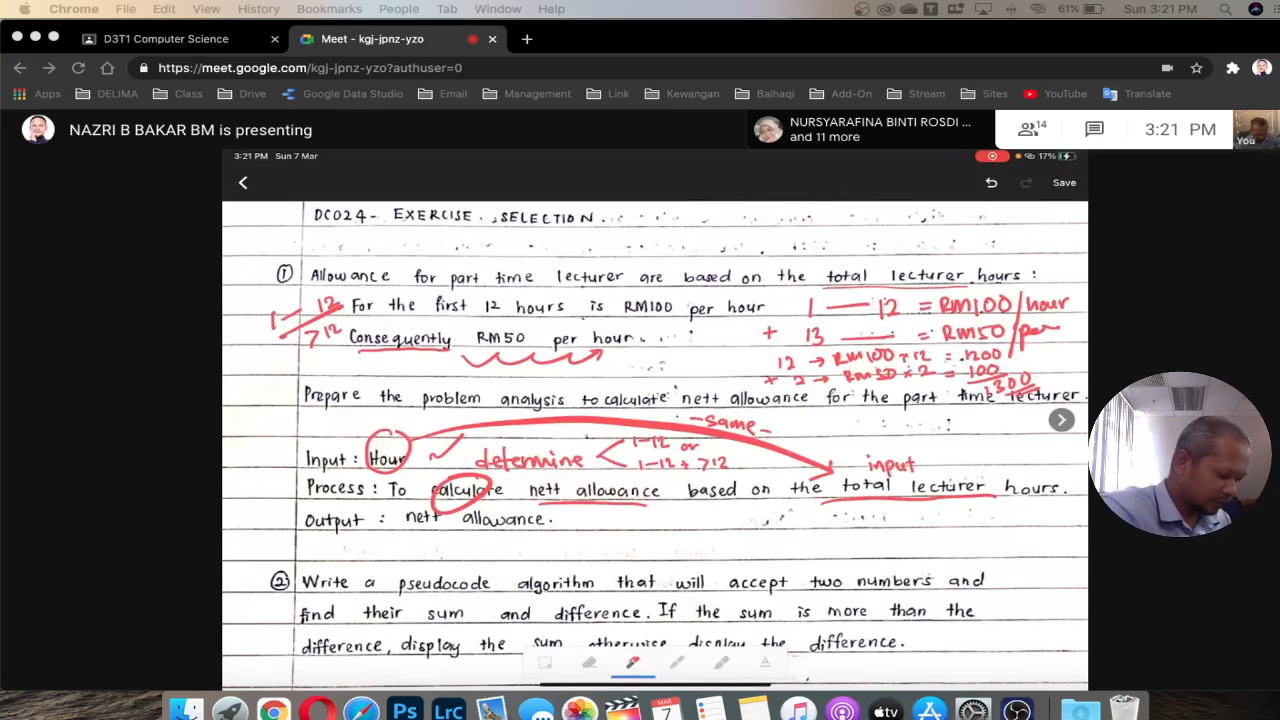 Chrome File Edit View History Bookmarks People Tab Window Help 61% Sun 3:21 PM
D3T1 Computer Science Meet - kgj-jpnz-yzo
https://meet.google.com/kgj-jpnz-yzo?authuser=0
Apps DELIMA Class Drive Google Data Studio Email Management Link Kewangan Baihaqi Add-On Stream Sites YouTube Translate
NAZRI B BAKAR BM is presenting
NURSYARAFINA BINTI ROSDI ...
and 11 more
14
3:21 PM
You
3:21 PM Sun 7 Mar 17%
Save
DC024 - EXERCISE. SELECTION.
① Allowance for part time lecturer are based on the total lecturer hours:
1 — 12 For the first 12 hours is RM100 per hour 1 — 12 = RM100/hour
712 Consequently RM50 per hour. + 13 — = RM50/per
12 → RM100 * 12 = 1200
+ 2 → RM50 * 2 = 100
1300
Prepare the problem analysis to calculate nett allowance for the part time lecturer.
- same -
Input: Hour determine 1-12 or
1-12 + 712
input
Process: To calculate nett allowance based on the total lecturer hours.
Output: nett allowance.
② Write a pseudocode algorithm that will accept two numbers and
find their sum and difference. If the sum is more than the
difference, display the sum otherwise display the difference.
A
Ps LrC MAR 7 tv